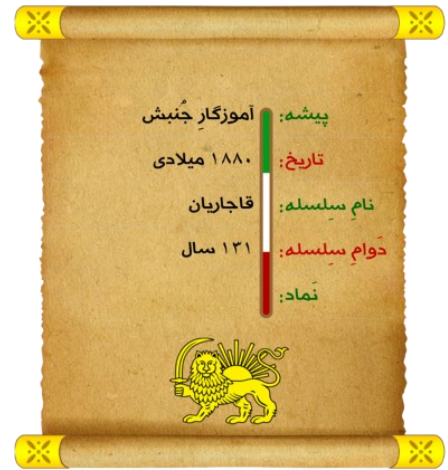 پیشه: آموزگارِ جُنبش
تاریخ: ۱۸۸۰ میلادی
نامِ سِلسله: قاجاریان
دَوامِ سِلسله: ۱۳۱ سال
نَماد: